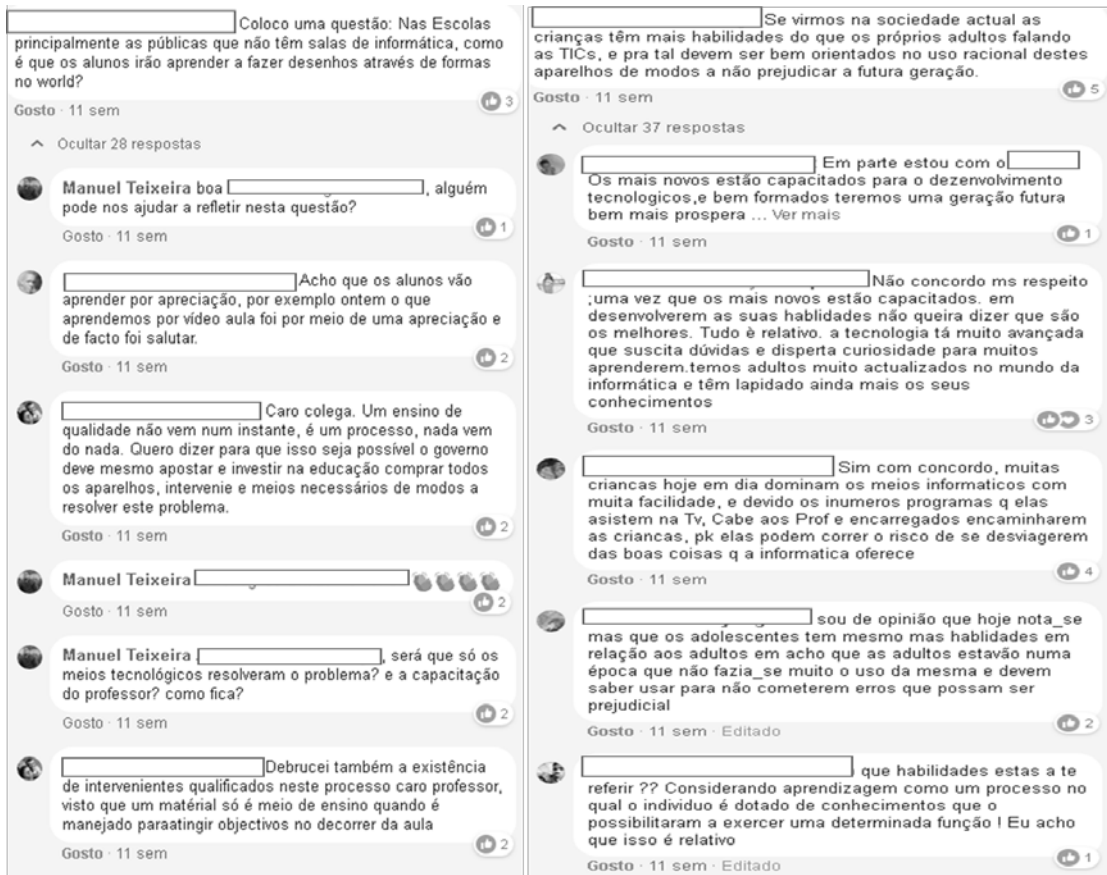 Coloco uma questão: Nas Escolas
principalmente as públicas que não têm salas de informática, como
é que os alunos irão aprender a fazer desenhos através de formas
no world?
3
Gosto · 11 sem
Ocultar 28 respostas
Manuel Teixeira boa , alguém
pode nos ajudar a refletir nesta questão?
1
Gosto · 11 sem
Acho que os alunos vão
aprender por apreciação, por exemplo ontem o que
aprendemos por vídeo aula foi por meio de uma apreciação e
de facto foi salutar.
2
Gosto · 11 sem
Caro colega. Um ensino de
qualidade não vem num instante, é um processo, nada vem
do nada. Quero dizer para que isso seja possível o governo
deve mesmo apostar e investir na educação comprar todos
os aparelhos, intervenie e meios necessários de modos a
resolver este problema.
2
Gosto · 11 sem
Manuel Teixeira
2
Gosto · 11 sem
Manuel Teixeira , será que só os
meios tecnológicos resolveram o problema? e a capacitação
do professor? como fica?
2
Gosto · 11 sem
Debrucei também a existência
de intervenientes qualificados neste processo caro professor,
visto que um matérial só é meio de ensino quando é
manejado paraatingir objectivos no decorrer da aula
2
Gosto · 11 sem
Se virmos na sociedade actual as
crianças têm mais habilidades do que os próprios adultos falando
as TICs, e pra tal devem ser bem orientados no uso racional destes
aparelhos de modos a não prejudicar a futura geração.
5
Gosto · 11 sem
Ocultar 37 respostas
Em parte estou com o
Os mais novos estão capacitados para o dezenvolvimento
tecnologicos,e bem formados teremos uma geração futura
bem mais prospera ... Ver mais
1
Gosto · 11 sem
Não concordo ms respeito
;uma vez que os mais novos estão capacitados. em
desenvolverem as suas hablidades não queira dizer que são
os melhores. Tudo è relativo. a tecnologia tá muito avançada
que suscita dúvidas e disperta curiosidade para muitos
aprenderem.temos adultos muito actualizados no mundo da
informática e têm lapidado ainda mais os seus
conhecimentos
3
Gosto · 11 sem
Sim com concordo, muitas
criancas hoje em dia dominam os meios informaticos com
muita facilidade, e devido os inumeros programas q elas
asistem na Tv, Cabe aos Prof e encarregados encaminharem
as criancas, pk elas podem correr o risco de se desviagerem
das boas coisas q a informatica oferece
4
Gosto · 11 sem
sou de opinião que hoje nota_se
mas que os adolescentes tem mesmo mas hablidades em
relação aos adultos em acho que as adultos estavão numa
época que não fazia_se muito o uso da mesma e devem
saber usar para não cometerem erros que possam ser
prejudicial
2
Gosto · 11 sem · Editado
que habilidades estas a te
referir ?? Considerando aprendizagem como um processo no
qual o individuo é dotado de conhecimentos que o
possibilitaram a exercer uma determinada função ! Eu acho
que isso é relativo
1
Gosto · 11 sem · Editado